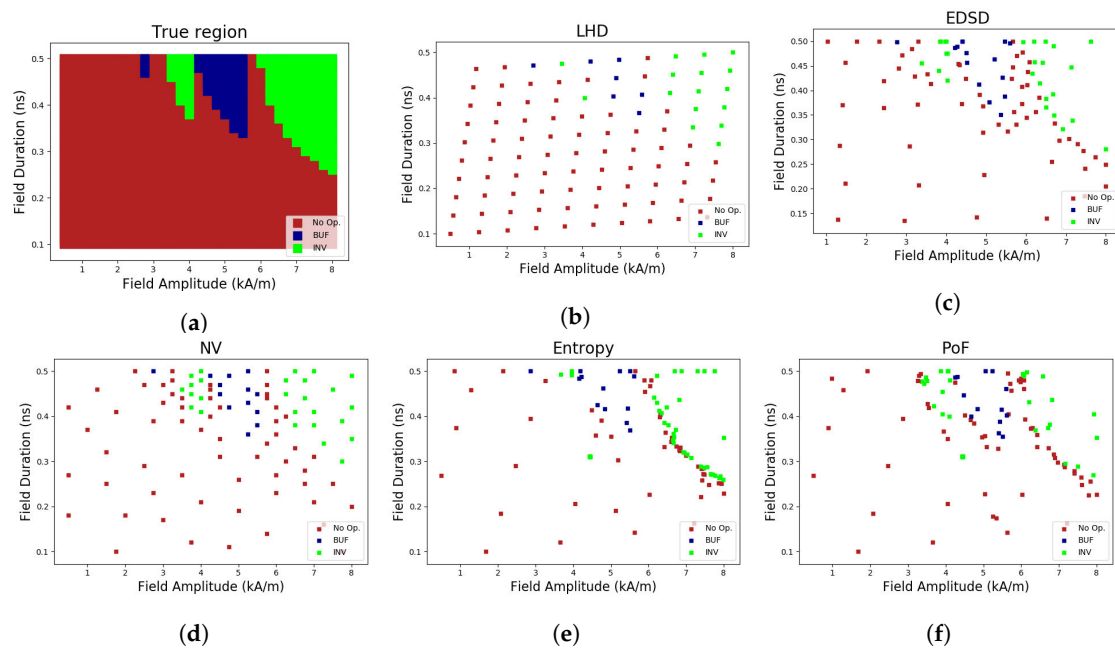 True region
Field Duration (ns)
0.5
0.4
0.3
0.2
0.1
No Op.
BUF
INV
1 2 3 4 5 6 7 8
Field Amplitude (kA/m)
(a)
LHD
Field Duration (ns)
0.5
0.4
0.3
0.2
0.1
No Op.
BUF
INV
1 2 3 4 5 6 7 8
Field Amplitude (kA/m)
(b)
EDSD
Field Duration (ns)
0.50
0.45
0.40
0.35
0.30
0.25
0.20
0.15
No Op.
BUF
INV
1 2 3 4 5 6 7 8
Field Amplitude (kA/m)
(c)
NV
Field Duration (ns)
0.5
0.4
0.3
0.2
0.1
No Op.
BUF
INV
1 2 3 4 5 6 7 8
Field Amplitude (kA/m)
(d)
Entropy
Field Duration (ns)
0.5
0.4
0.3
0.2
0.1
No Op.
BUF
INV
1 2 3 4 5 6 7 8
Field Amplitude (kA/m)
(e)
PoF
Field Duration (ns)
0.5
0.4
0.3
0.2
0.1
No Op.
BUF
INV
1 2 3 4 5 6 7 8
Field Amplitude (kA/m)
(f)